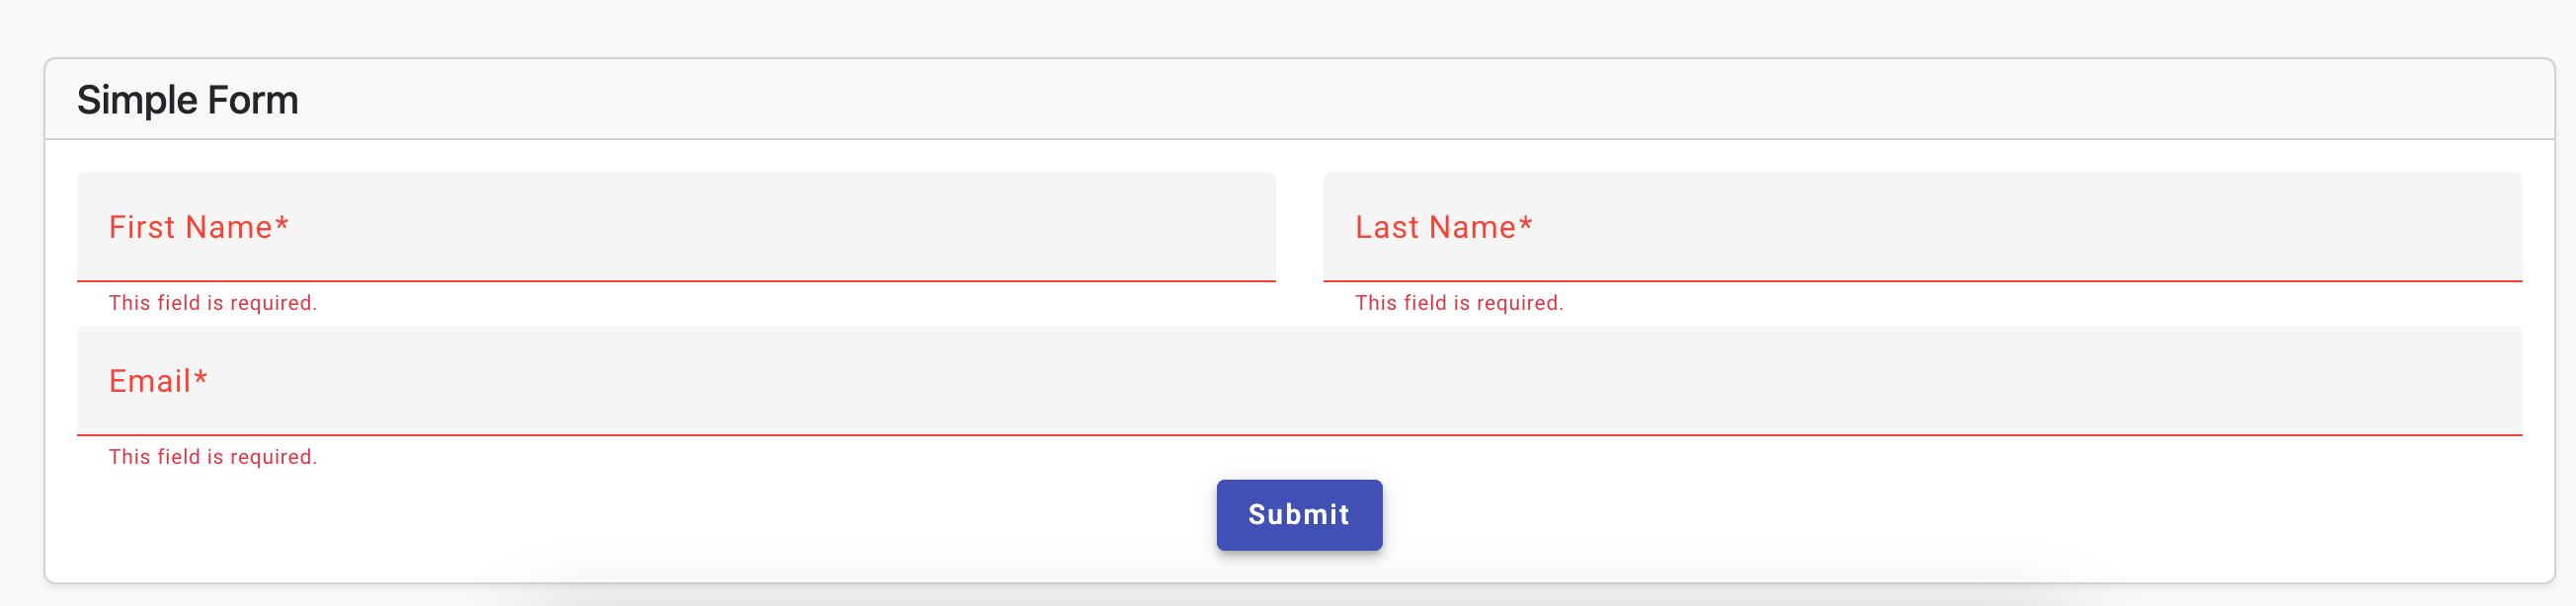 Simple Form
First Name*
Last Name*
This field is required.
This field is required.
Email*
This field is required.
Submit